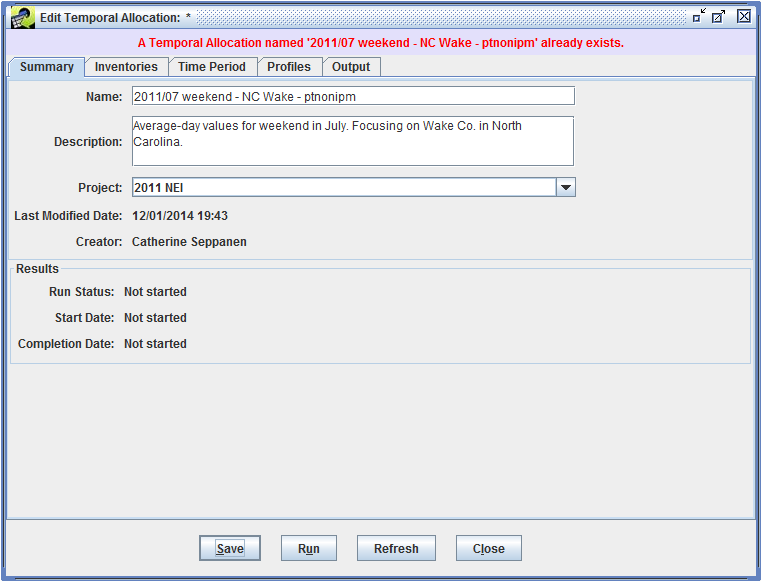 Edit Temporal Allocation: *
A Temporal Allocation named '2011/07 weekend - NC Wake - ptnonipm' already exists.
Summary Inventories Time Period Profiles Output
Name: 2011/07 weekend - NC Wake - ptnonipm
Description: Average-day values for weekend in July. Focusing on Wake Co. in North
Carolina.
Project: 2011 NEI
Last Modified Date: 12/01/2014 19:43
Creator: Catherine Seppanen
Results
Run Status: Not started
Start Date: Not started
Completion Date: Not started
Save Run Refresh Close